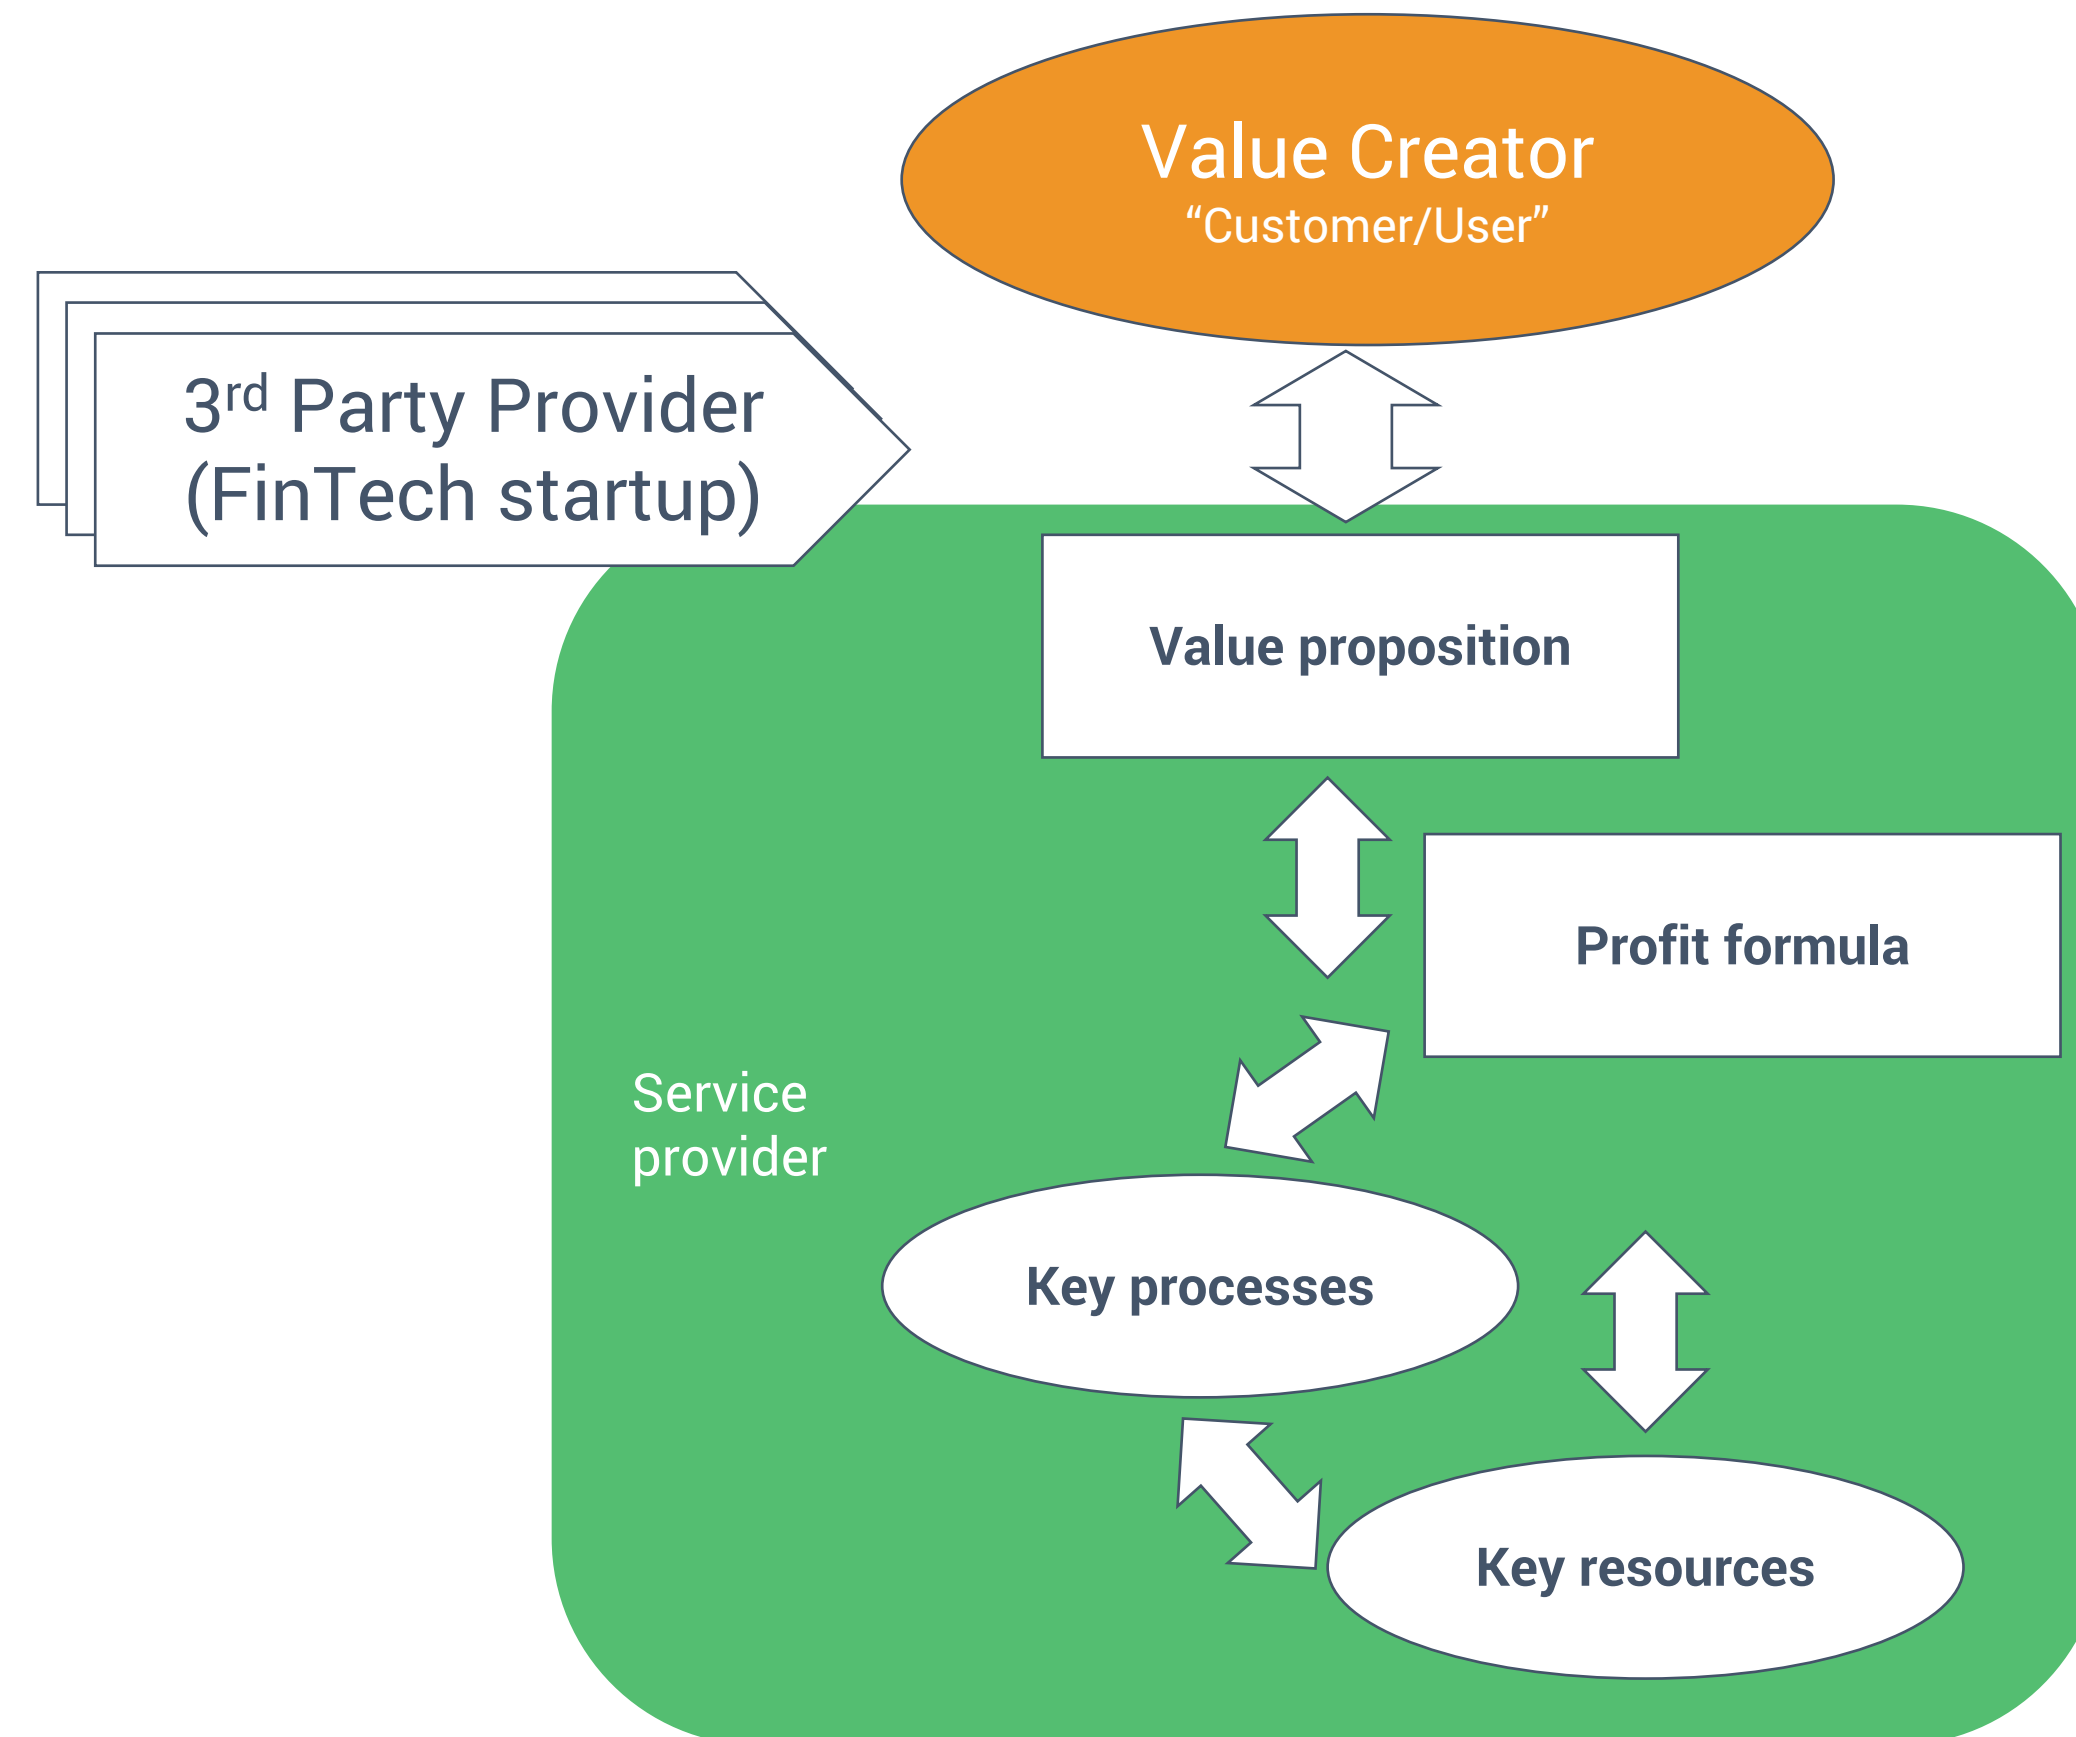 Value Creator
“Customer/User”
3rd Party Provider
(FinTech startup)
Value proposition
Profit formula
Service
provider
Key processes
Key resources